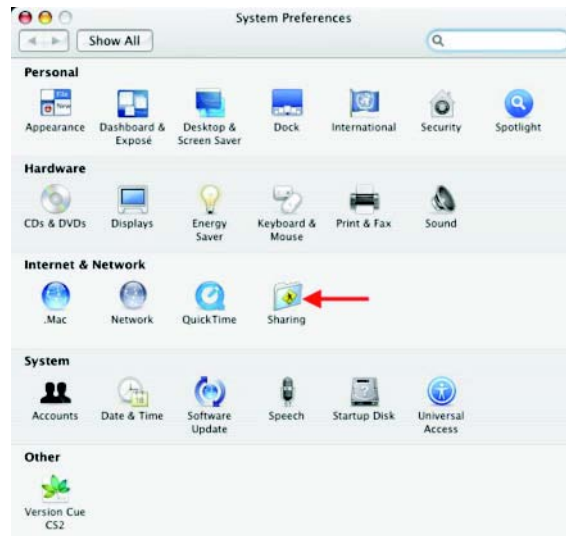 System Preferences
Show All
Personal
File
New
Appearance
Dashboard &
Exposé
Desktop &
Screen Saver
Dock
International
Security
Spotlight
Hardware
CDs & DVDs
Displays
Energy
Saver
Keyboard &
Mouse
Print & Fax
Sound
Internet & Network
.Mac
Network
QuickTime
Sharing
System
Accounts
Date & Time
Software
Update
Speech
Startup Disk
Universal
Access
Other
Version Cue
CS2